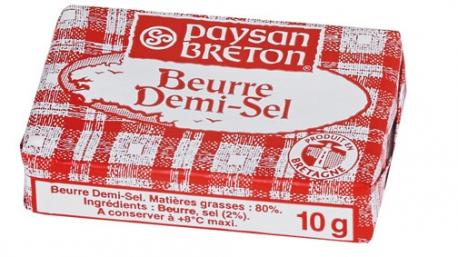 Paysan
Breton
Beurre
Demi-Sel
PRODUIT EN
BRETAGNE
Beurre Demi-Sel. Matières grasses : 80%.
Ingrédients : Beurre, sel (2%).
A conserver à +8°C maxi.
10 g